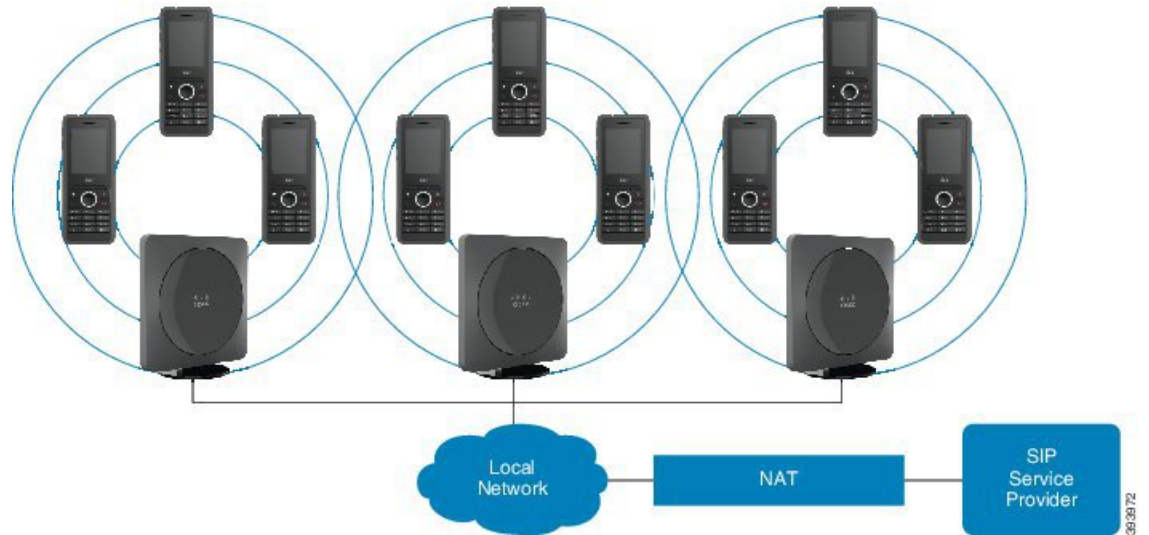 Local
Network
NAT
SIP
Service
Provider
393972